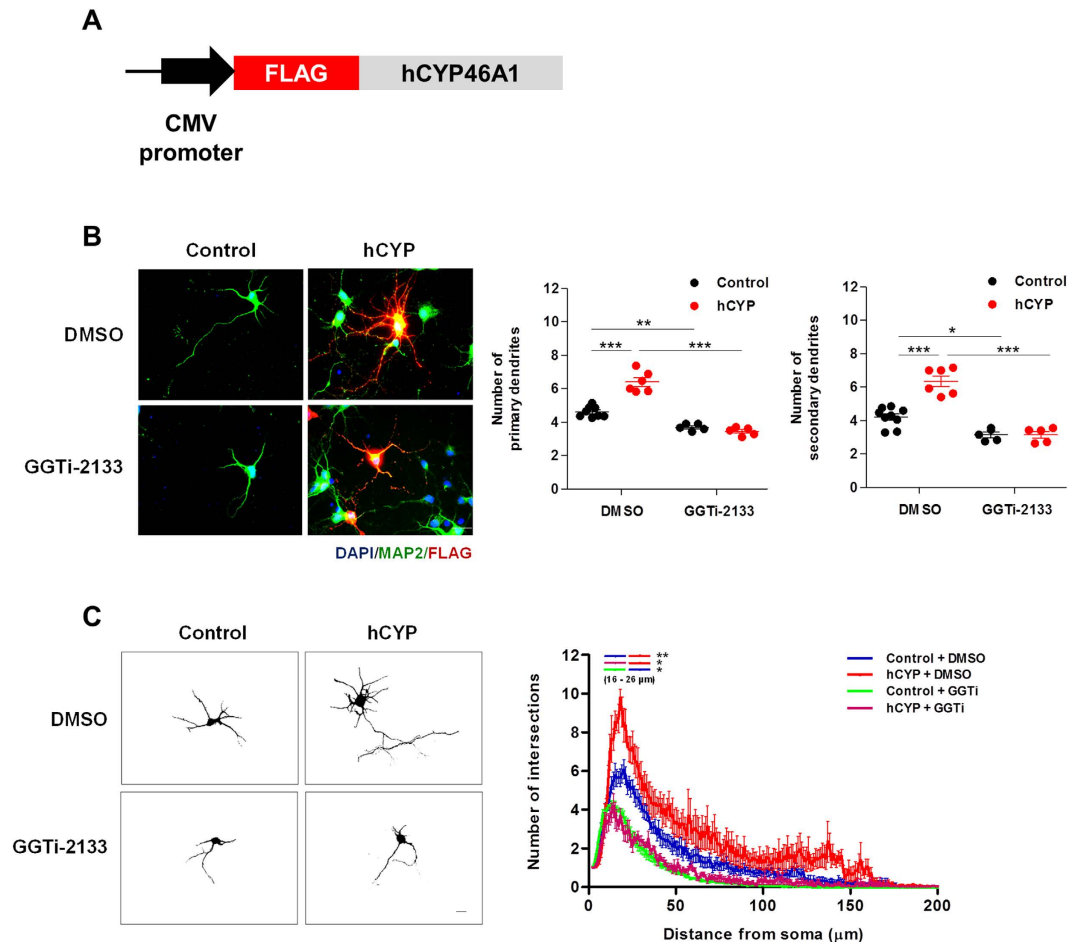 A
FLAG
hCYP46A1
CMV
promoter
B
Control
hCYP
DMSO
GGTi-2133
DAPI/MAP2/FLAG
Number of
primary dendrites
12
10
8
6
4
2
0
Control
hCYP
**
***
***
DMSO
GGTi-2133
Number of
secondary dendrites
12
10
8
6
4
2
0
Control
hCYP
*
***
***
DMSO
GGTi-2133
C
Control
hCYP
DMSO
GGTi-2133
Number of intersections
12
10
8
6
4
2
0
**
*
*
(16 - 26 µm)
Control + DMSO
hCYP + DMSO
Control + GGTi
hCYP + GGTi
0
50
100
150
200
Distance from soma (µm)